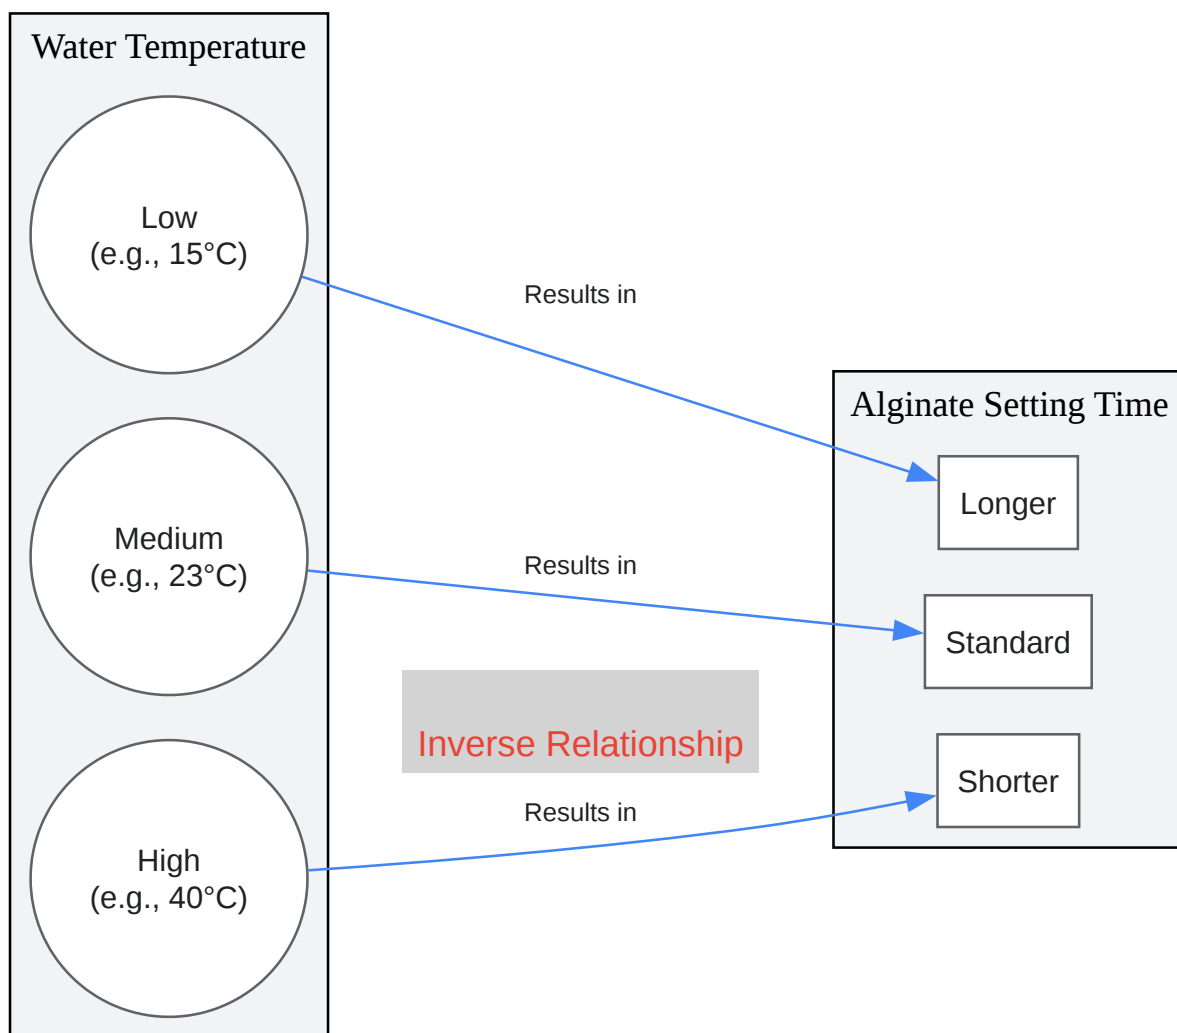 Water Temperature
Low
(e.g., 15°C)
Results in
Alginate Setting Time
Longer
Medium
(e.g., 23°C)
Results in
Standard
Inverse Relationship
Shorter
Results in
High
(e.g., 40°C)